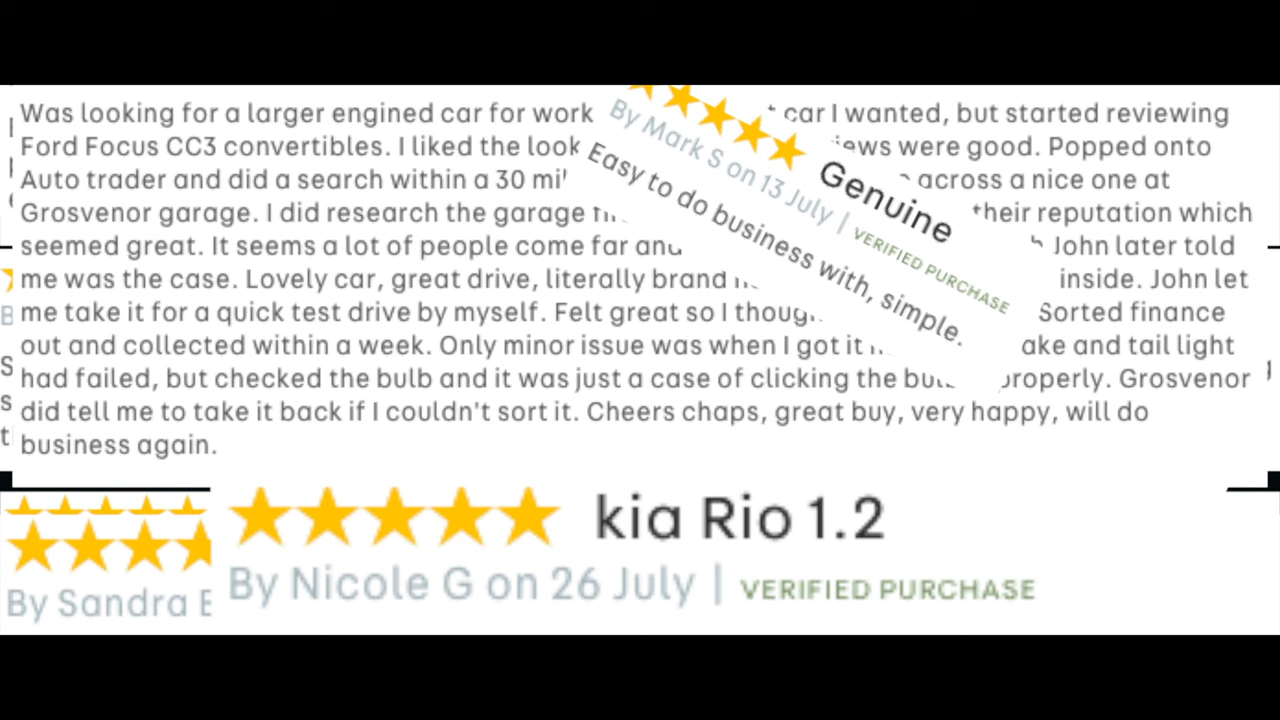 Was looking for a larger engined car for work car I wanted, but started reviewing
Ford Focus CC3 convertibles. I liked the look were good. Popped onto
Auto trader and did a search within a 30 across a nice one at
Grosvenor garage. I did research the garage their reputation which
seemed great. It seems a lot of people come far and John later told
me was the case. Lovely car, great drive, literally brand inside. John let
me take it for a quick test drive by myself. Felt great so I Sorted finance
out and collected within a week. Only minor issue was when I got it and tail light
had failed, but checked the bulb and it was just a case of clicking the properly. Grosvenor
did tell me to take it back if I couldn't sort it. Cheers chaps, great buy, very happy, will do
business again.
Genuine
By Mark S on 13 July | VERIFIED PURCHASE
Easy to do business with, simple.
kia Rio 1.2
By Nicole G on 26 July | VERIFIED PURCHASE
By Sandra